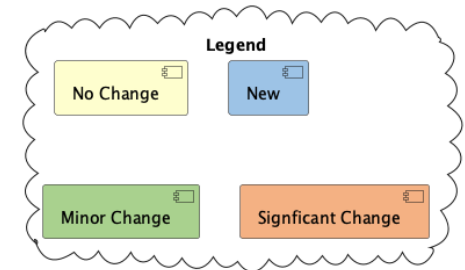 Legend
No Change
New
Minor Change
Signficant Change